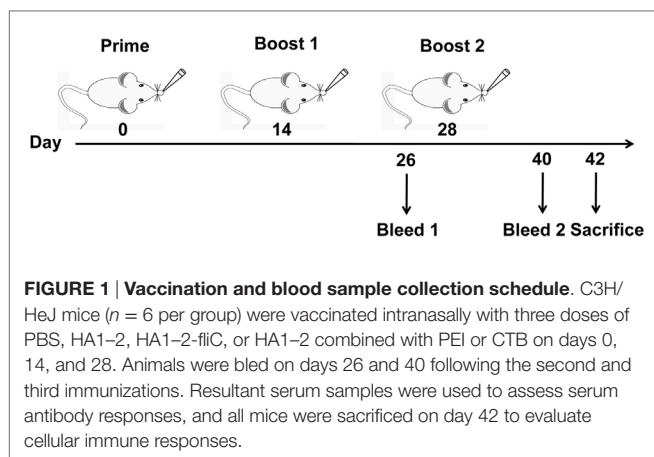 Prime Boost 1 Boost 2
0 14 28
Day
26 40 42
Bleed 1 Bleed 2 Sacrifice
FIGURE 1 | Vaccination and blood sample collection schedule. C3H/
HeJ mice (n = 6 per group) were vaccinated intranasally with three doses of
PBS, HA1–2, HA1–2-fliC, or HA1–2 combined with PEI or CTB on days 0,
14, and 28. Animals were bled on days 26 and 40 following the second and
third immunizations. Resultant serum samples were used to assess serum
antibody responses, and all mice were sacrificed on day 42 to evaluate
cellular immune responses.